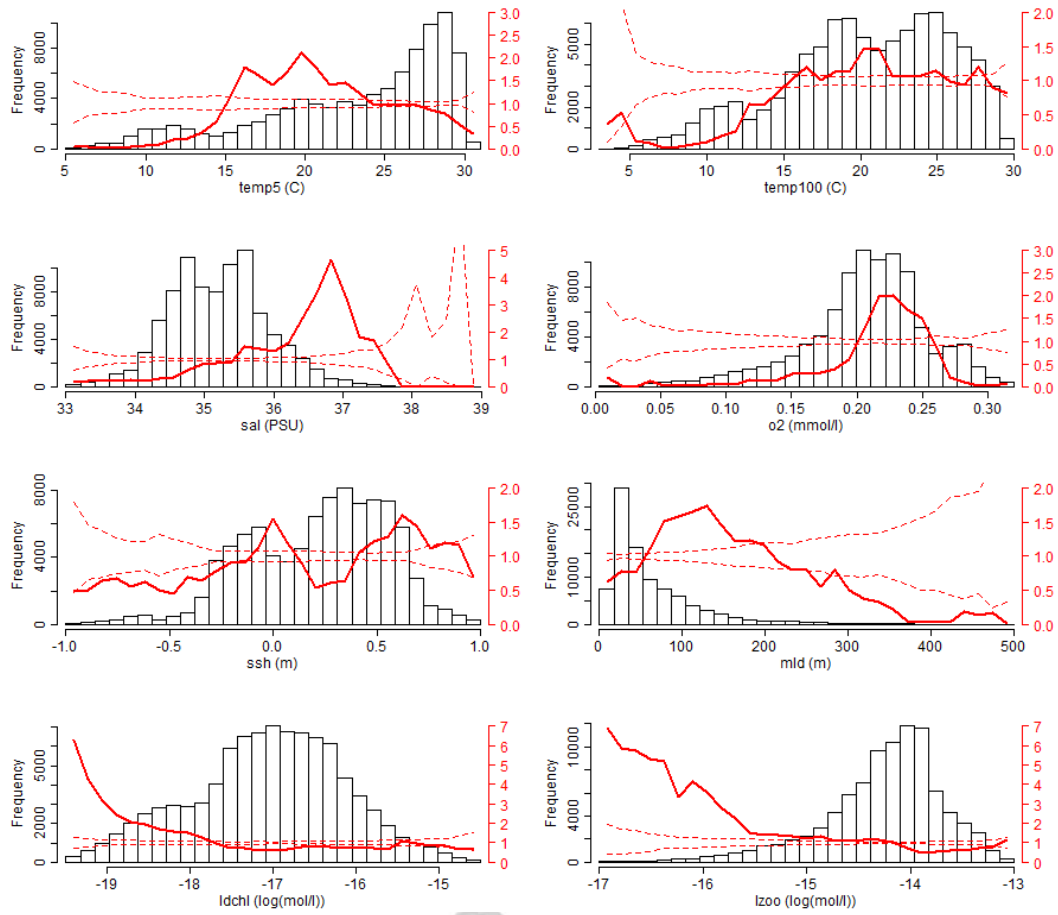 Frequency
0 4000 8000
0.0 0.5 1.0 1.5 2.0 2.5 3.0
5 10 15 20 25 30
temp5 (C)
Frequency
0 2000 5000
0.0 0.5 1.0 1.5 2.0
5 10 15 20 25 30
temp100 (C)
Frequency
0 4000 8000
0 1 2 3 4 5
33 34 35 36 37 38 39
sal (PSU)
Frequency
0 4000 8000
0.0 0.5 1.0 1.5 2.0 2.5 3.0
0.00 0.05 0.10 0.15 0.20 0.25 0.30
o2 (mmol/l)
Frequency
0 4000 8000
0.0 0.5 1.0 1.5 2.0
-1.0 -0.5 0.0 0.5 1.0
ssh (m)
Frequency
0 10000 25000
0.0 0.5 1.0 1.5 2.0
0 100 200 300 400 500
mld (m)
Frequency
0 2000 5000
0 1 2 3 4 5 6 7
-19 -18 -17 -16 -15
ldchl (log(mol/l))
Frequency
0 4000 10000
0 1 2 3 4 5 6 7
-17 -16 -15 -14 -13
lzoo (log(mol/l))